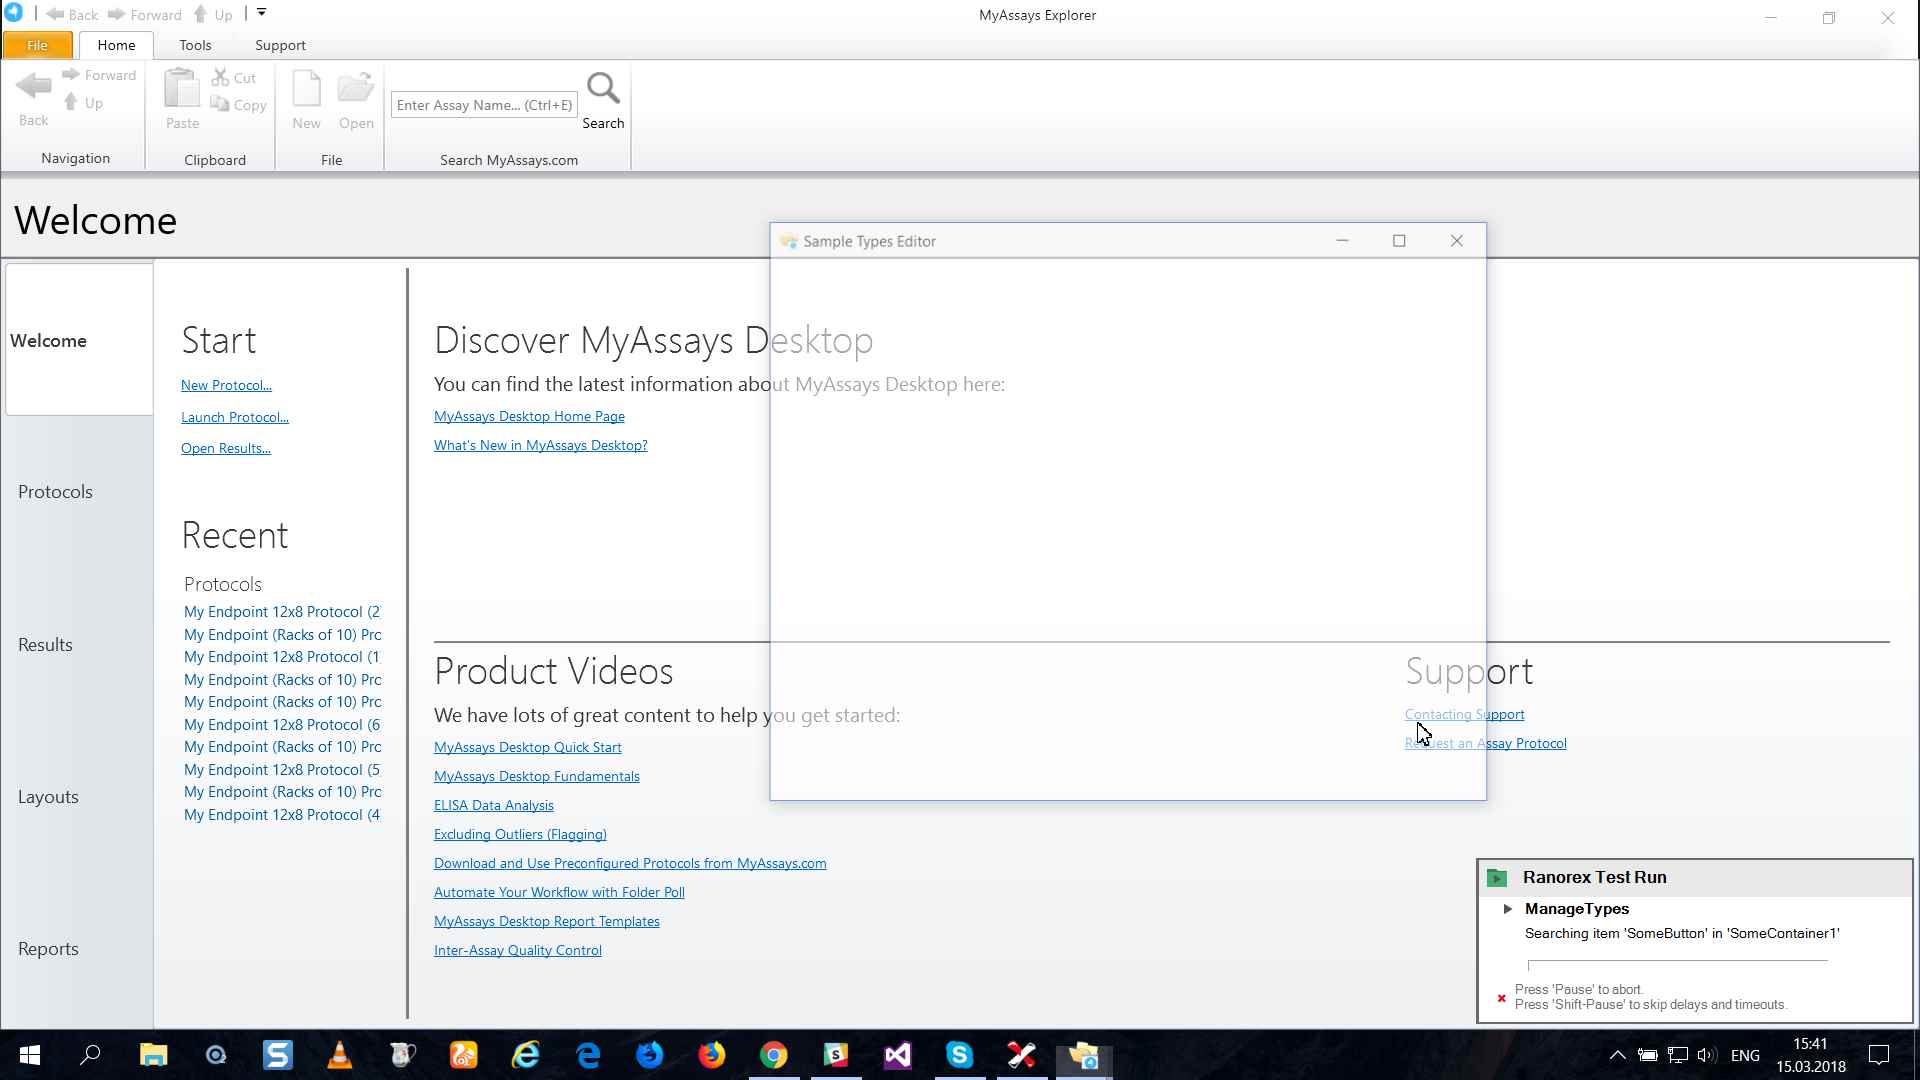 Back Forward Up
MyAssays Explorer
File Home Tools Support
Back
Forward
Up
Navigation
Paste
Cut
Copy
Clipboard
New
Open
File
Enter Assay Name... (Ctrl+E)
Search
Search MyAssays.com
Welcome
Welcome
Protocols
Results
Layouts
Reports
Start
New Protocol...
Launch Protocol...
Open Results...
Recent
Protocols
My Endpoint 12x8 Protocol (2
My Endpoint (Racks of 10) Pro
My Endpoint 12x8 Protocol (1
My Endpoint (Racks of 10) Pro
My Endpoint (Racks of 10) Pro
My Endpoint 12x8 Protocol (6
My Endpoint (Racks of 10) Pro
My Endpoint 12x8 Protocol (5
My Endpoint (Racks of 10) Pro
My Endpoint 12x8 Protocol (4
Discover MyAssays Desktop
You can find the latest information about MyAssays Desktop here:
MyAssays Desktop Home Page
What's New in MyAssays Desktop?
Sample Types Editor
Product Videos
We have lots of great content to help you get started:
MyAssays Desktop Quick Start
MyAssays Desktop Fundamentals
ELISA Data Analysis
Excluding Outliers (Flagging)
Download and Use Preconfigured Protocols from MyAssays.com
Automate Your Workflow with Folder Poll
MyAssays Desktop Report Templates
Inter-Assay Quality Control
Support
Contacting Support
Request an Assay Protocol
Ranorex Test Run
ManageTypes
Searching item 'SomeButton' in 'SomeContainer1'
Press 'Pause' to abort.
Press 'Shift-Pause' to skip delays and timeouts.
ENG
15:41
15.03.2018